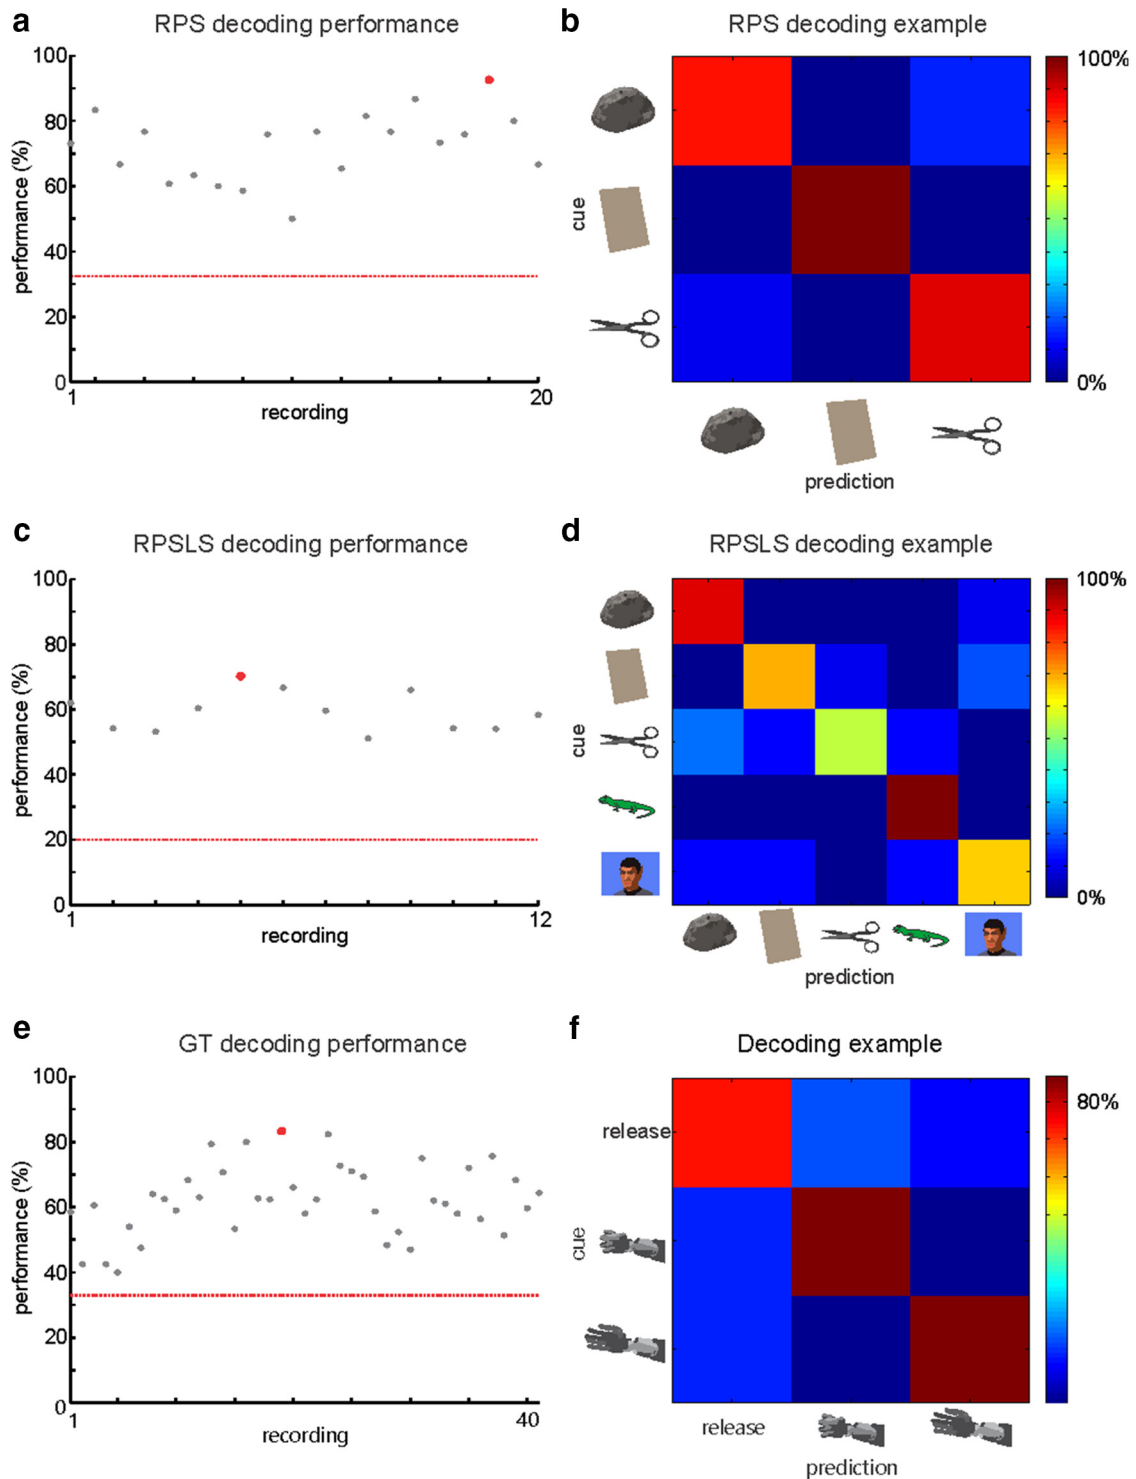 a
RPS decoding performance
100
80
60
40
20
0
performance (%)
1
20
recording
b
RPS decoding example
cue
100%
0%
prediction
c
RPSLS decoding performance
100
80
60
40
20
0
performance (%)
1
12
recording
d
RPSLS decoding example
cue
100%
0%
prediction
e
GT decoding performance
100
80
60
40
20
0
performance (%)
1
40
recording
f
Decoding example
release
cue
80%
release
prediction